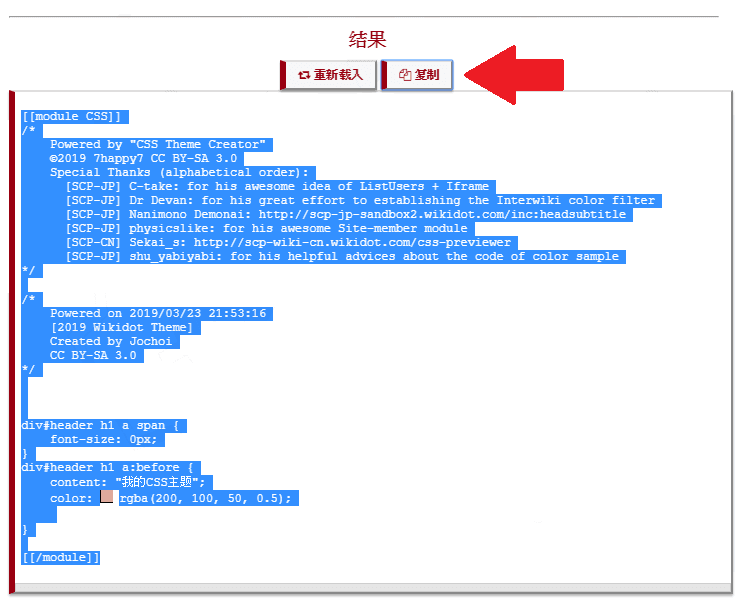 结果
重新载入 复制
[[module CSS]]
/*
    Powered by "CSS Theme Creator"
    ©2019 7happy7 CC BY-SA 3.0
    Special Thanks (alphabetical order):
      [SCP-JP] C-take: for his awesome idea of ListUsers + Iframe
      [SCP-JP] Dr Devan: for his great effort to establishing the Interwiki color filter
      [SCP-JP] Nanimono Demonai: http://scp-jp-sandbox2.wikidot.com/inc:headsubtitle
      [SCP-JP] physicslike: for his awesome Site-member module
      [SCP-CN] Sekai_s: http://scp-wiki-cn.wikidot.com/css-previewer
      [SCP-JP] shu_yabiyabi: for his helpful advices about the code of color sample
*/
/*
    Powered on 2019/03/23 21:53:16
    [2019 Wikidot Theme]
    Created by Jochoi
    CC BY-SA 3.0
*/
div#header h1 a span {
    font-size: 0px;
}
div#header h1 a:before {
    content: "我的CSS主题";
    color: rgba(200, 100, 50, 0.5);
}
[[/module]]